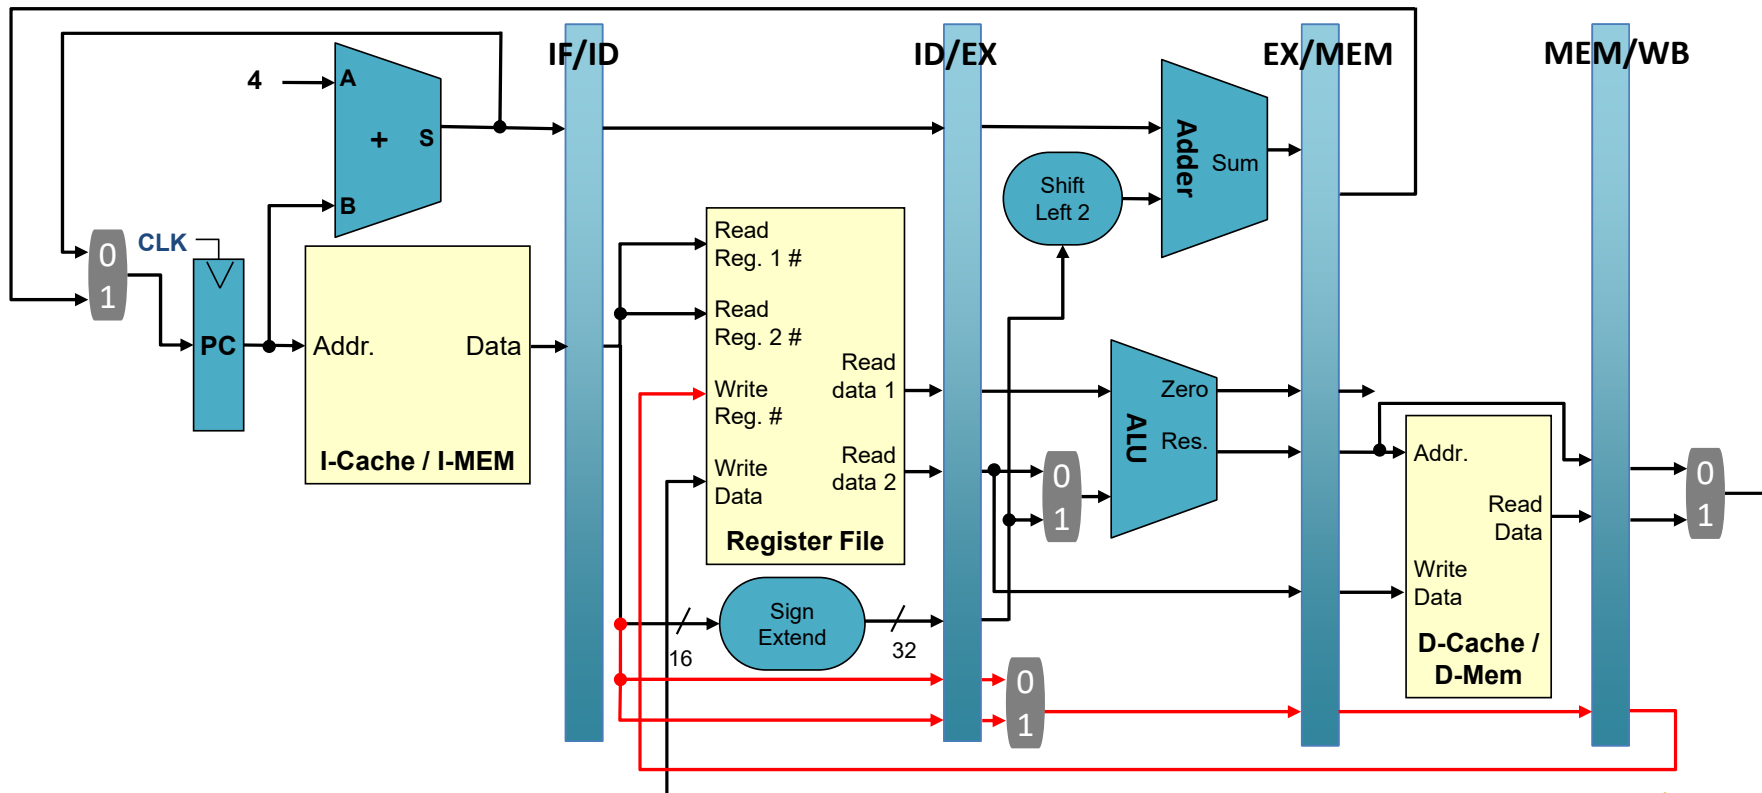 IF/ID
ID/EX
EX/MEM
MEM/WB
4
A
+
S
B
Adder
Sum
Shift
Left 2
0
1
CLK
PC
Addr.
Data
I-Cache / I-MEM
Read
Reg. 1 #
Read
Reg. 2 #
Write
Reg. #
Write
Data
Read
data 1
Read
data 2
Register File
Sign
Extend
16
32
0
1
ALU
Zero
Res.
0
1
Addr.
Read
Data
Write
Data
D-Cache /
D-Mem
0
1